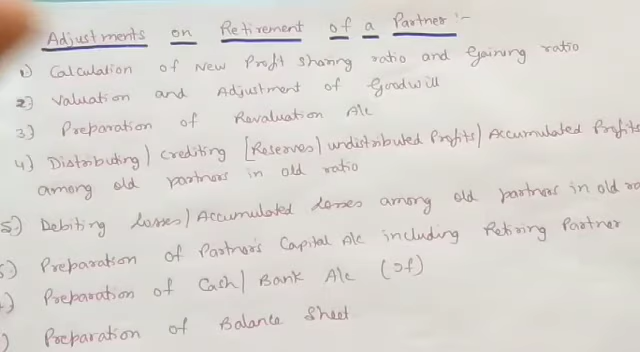 Adjustments on Retirement of a Partner :-
1) Calculation of New Profit sharing ratio and Gaining ratio
2) Valuation and Adjustment of Goodwill
3) Preparation of Revaluation A/c
4) Distributing / Crediting [Reserves / undistributed Profits / Accumulated Profits
among old partners in old ratio
5) Debiting losses / Accumulated losses among old partners in old ra
) Preparation of Partner's Capital A/c including Retiring Partner
) Preparation of Cash / Bank A/c (If)
) Preparation of Balance Sheet